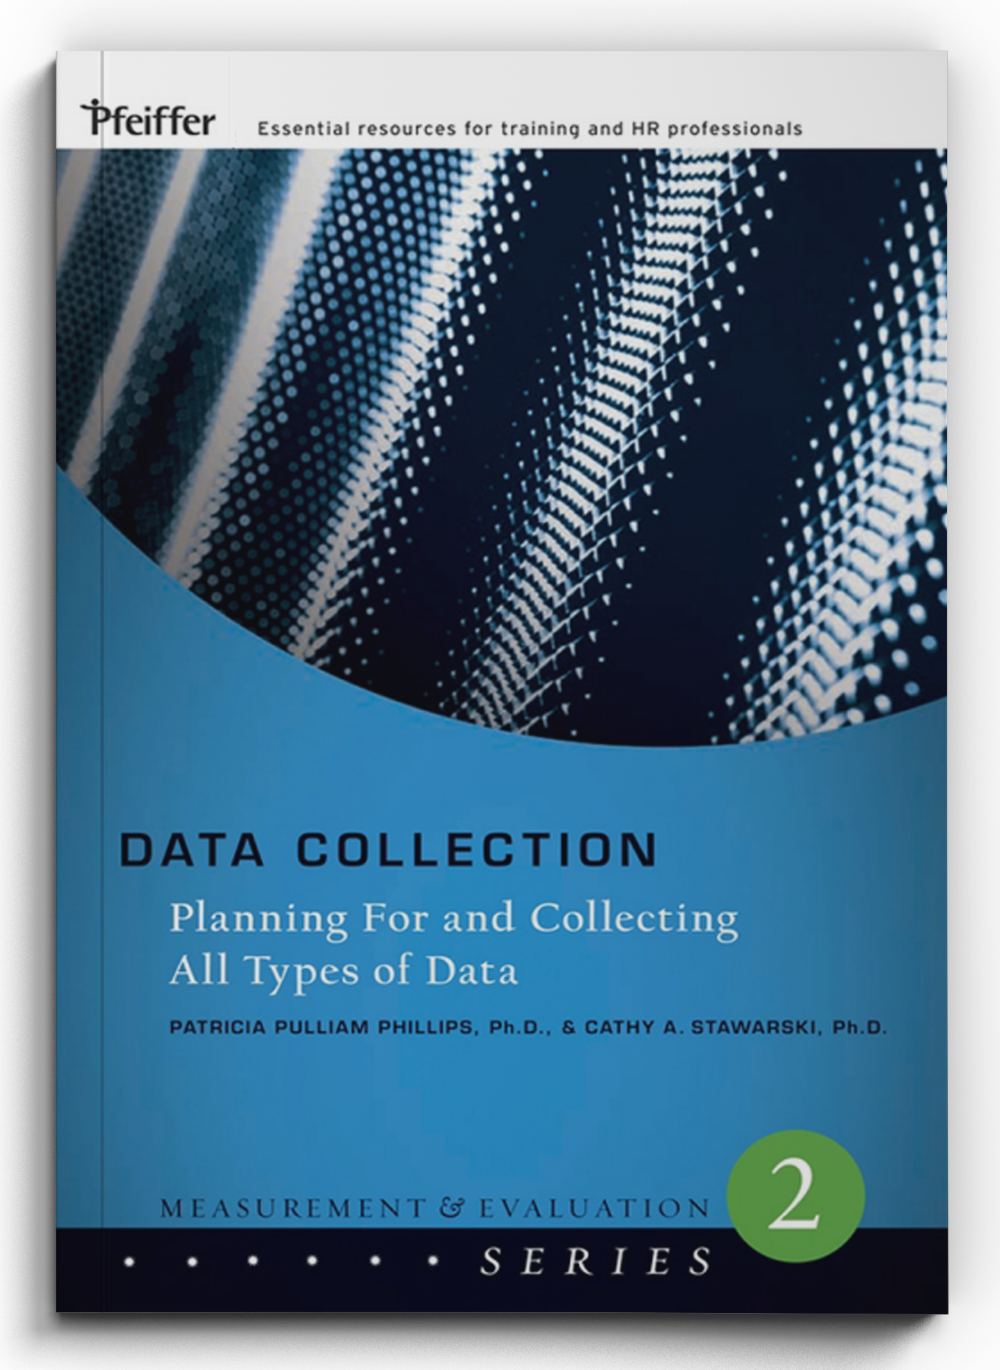 Pfeiffer
Essential resources for training and HR professionals
DATA COLLECTION
Planning For and Collecting
All Types of Data
PATRICIA PULLIAM PHILLIPS, Ph.D., & CATHY A. STAWARSKI, Ph.D.
MEASUREMENT & EVALUATION
2
SERIES